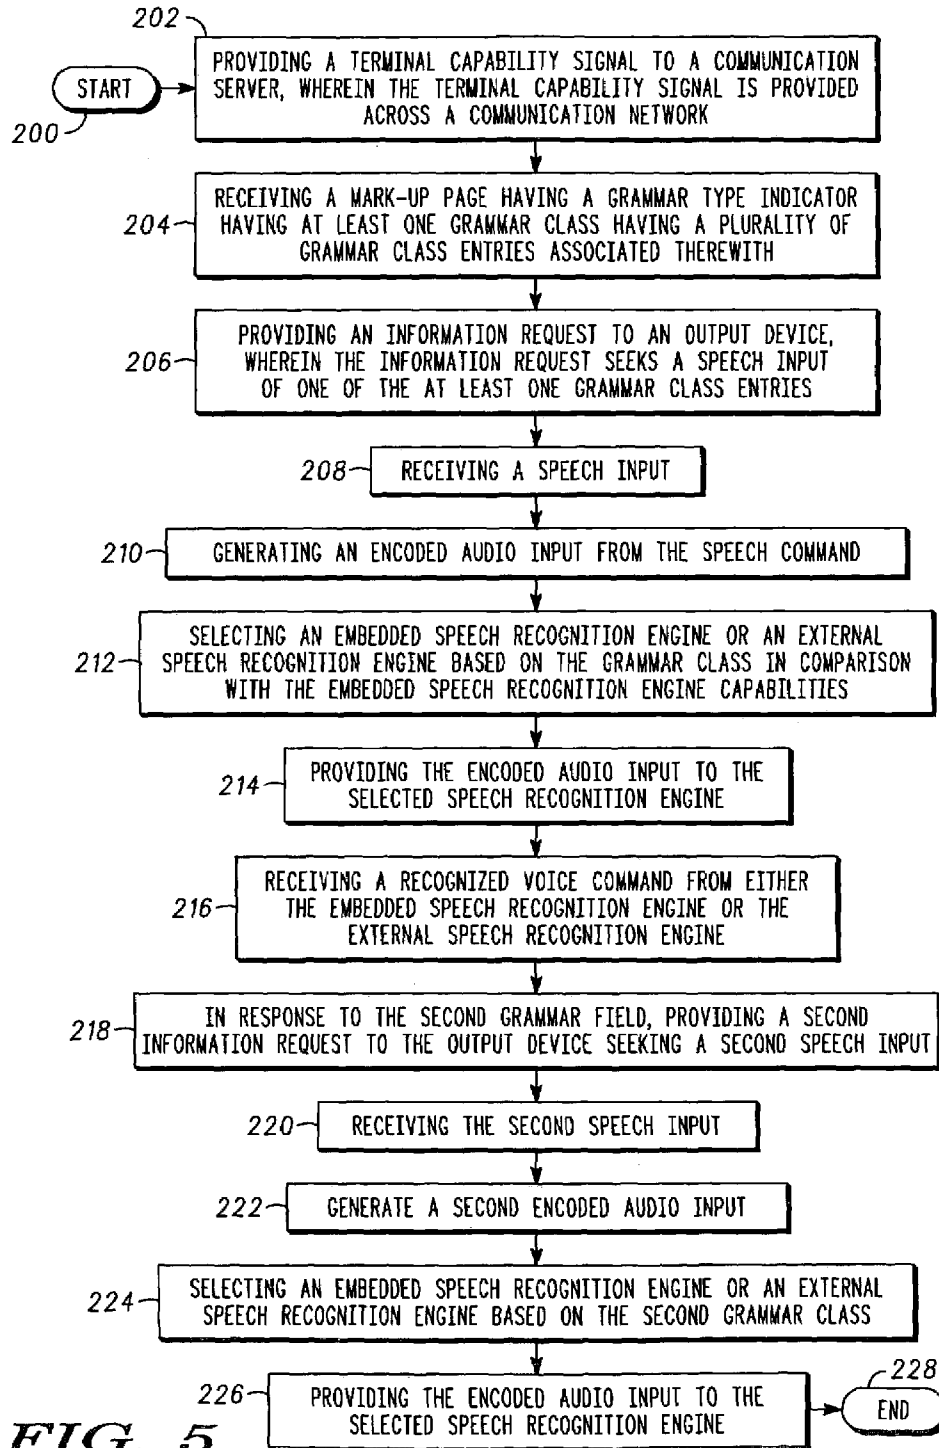 202
START
200
PROVIDING A TERMINAL CAPABILITY SIGNAL TO A COMMUNICATION
SERVER, WHEREIN THE TERMINAL CAPABILITY SIGNAL IS PROVIDED
ACROSS A COMMUNICATION NETWORK
204
RECEIVING A MARK-UP PAGE HAVING A GRAMMAR TYPE INDICATOR
HAVING AT LEAST ONE GRAMMAR CLASS HAVING A PLURALITY OF
GRAMMAR CLASS ENTRIES ASSOCIATED THEREWITH
206
PROVIDING AN INFORMATION REQUEST TO AN OUTPUT DEVICE,
WHEREIN THE INFORMATION REQUEST SEEKS A SPEECH INPUT
OF ONE OF THE AT LEAST ONE GRAMMAR CLASS ENTRIES
208
RECEIVING A SPEECH INPUT
210
GENERATING AN ENCODED AUDIO INPUT FROM THE SPEECH COMMAND
212
SELECTING AN EMBEDDED SPEECH RECOGNITION ENGINE OR AN EXTERNAL
SPEECH RECOGNITION ENGINE BASED ON THE GRAMMAR CLASS IN COMPARISON
WITH THE EMBEDDED SPEECH RECOGNITION ENGINE CAPABILITIES
214
PROVIDING THE ENCODED AUDIO INPUT TO THE
SELECTED SPEECH RECOGNITION ENGINE
216
RECEIVING A RECOGNIZED VOICE COMMAND FROM EITHER
THE EMBEDDED SPEECH RECOGNITION ENGINE OR THE
EXTERNAL SPEECH RECOGNITION ENGINE
218
IN RESPONSE TO THE SECOND GRAMMAR FIELD, PROVIDING A SECOND
INFORMATION REQUEST TO THE OUTPUT DEVICE SEEKING A SECOND SPEECH INPUT
220
RECEIVING THE SECOND SPEECH INPUT
222
GENERATE A SECOND ENCODED AUDIO INPUT
224
SELECTING AN EMBEDDED SPEECH RECOGNITION ENGINE OR AN EXTERNAL
SPEECH RECOGNITION ENGINE BASED ON THE SECOND GRAMMAR CLASS
226
PROVIDING THE ENCODED AUDIO INPUT TO THE
SELECTED SPEECH RECOGNITION ENGINE
228
END
FIG. 5